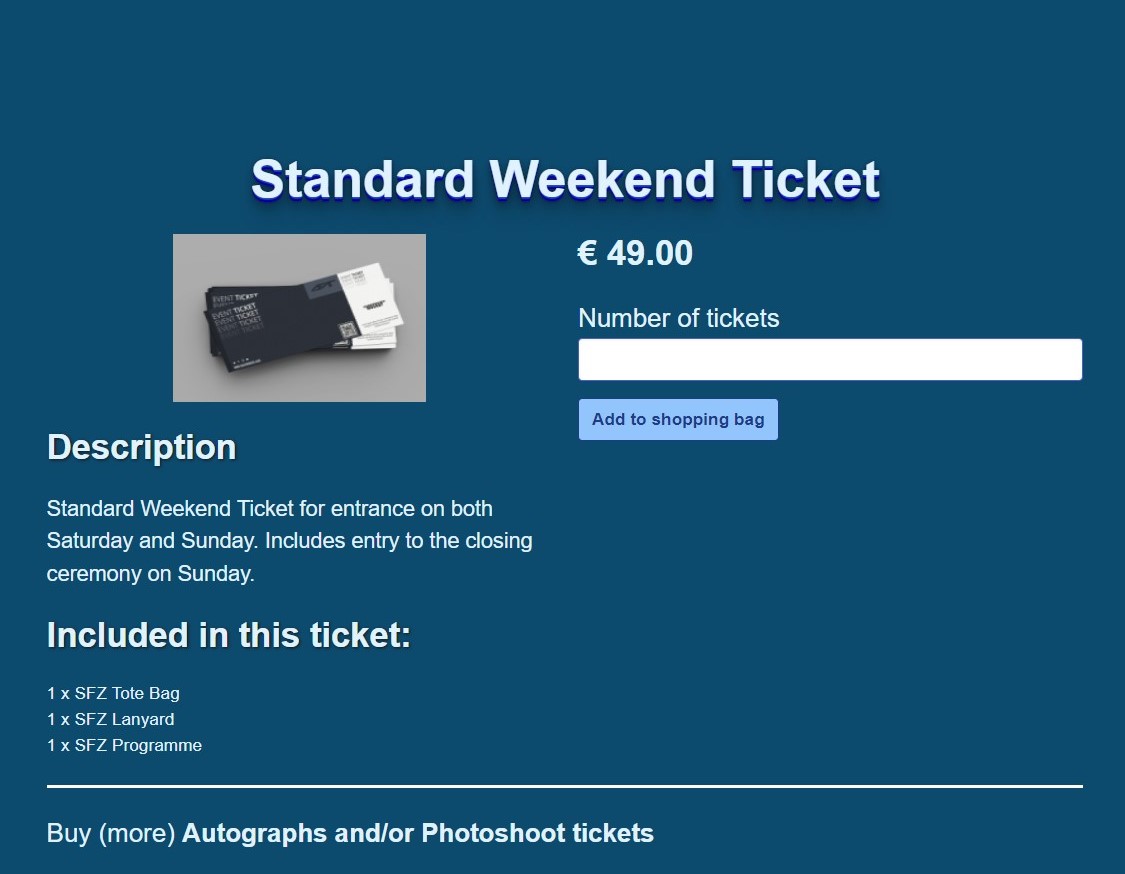 Standard Weekend Ticket
EVENT TICKET
EVENT TICKET
EVENT TICKET
EVENT TICKET
€ 49.00
Number of tickets
Add to shopping bag
Description
Standard Weekend Ticket for entrance on both
Saturday and Sunday. Includes entry to the closing
ceremony on Sunday.
Included in this ticket:
1 x SFZ Tote Bag
1 x SFZ Lanyard
1 x SFZ Programme
Buy (more) Autographs and/or Photoshoot tickets